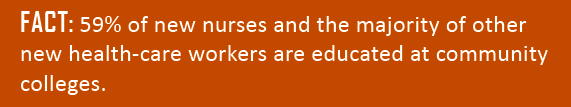 FACT: 59% of new nurses and the majority of other
new health-care workers are educated at community
colleges.